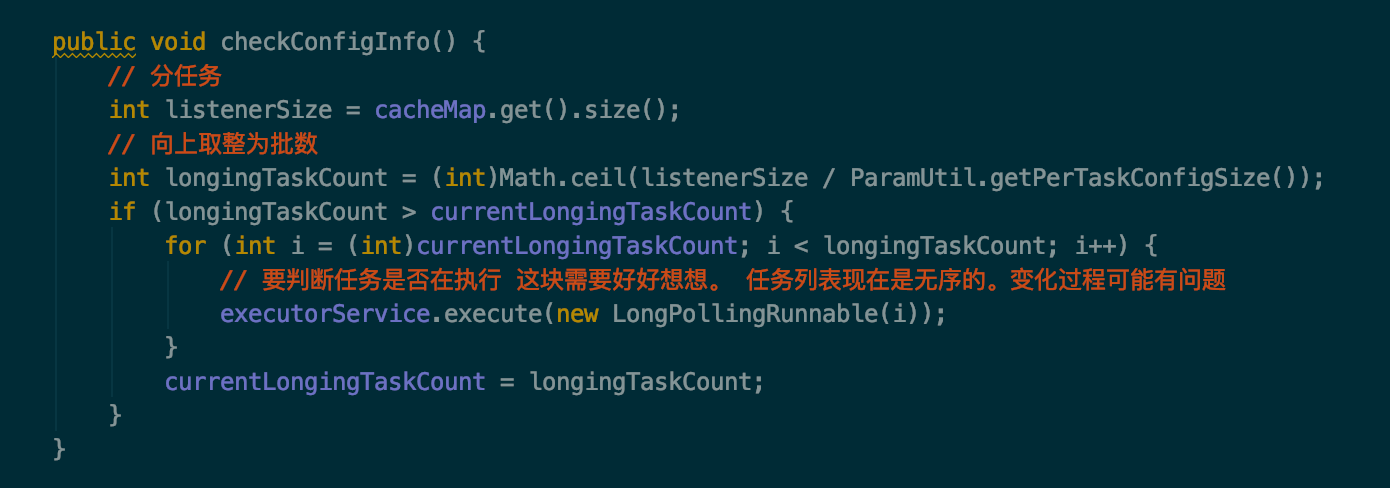 public void checkConfigInfo() {
// 分任务
int listenerSize = cacheMap.get().size();
// 向上取整为批数
int longingTaskCount = (int)Math.ceil(listenerSize / ParamUtil.getPerTaskConfigSize());
if (longingTaskCount > currentLongingTaskCount) {
for (int i = (int)currentLongingTaskCount; i < longingTaskCount; i++) {
// 要判断任务是否在执行 这块需要好好想想。 任务列表现在是无序的。变化过程可能有问题
executorService.execute(new LongPollingRunnable(i));
}
currentLongingTaskCount = longingTaskCount;
}
}